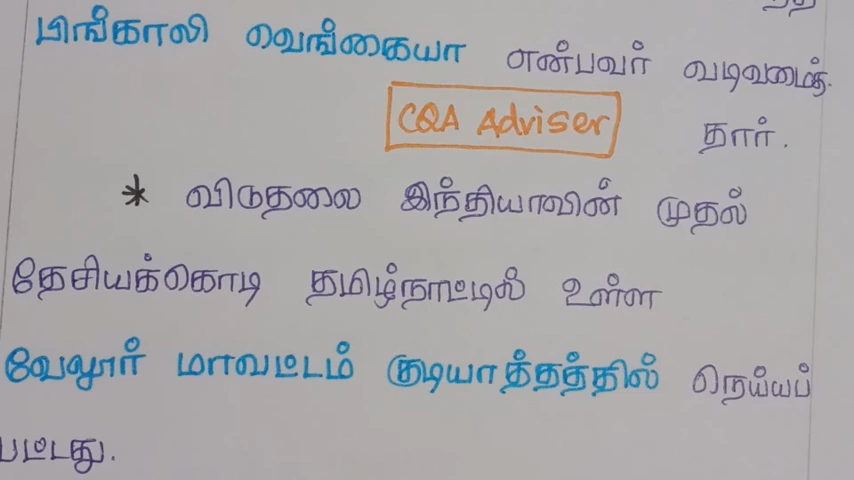 பிங்காலி வெங்கையா என்பவர் வடிவமைத்
CQA Adviser
தார்.
* விடுதலை இந்தியாவின் முதல்
தேசியக்கொடி தமிழ்நாட்டில் உள்ள
வேலூர் மாவட்டம் குடியாத்தத்தில் நெய்யப்
பட்டது.